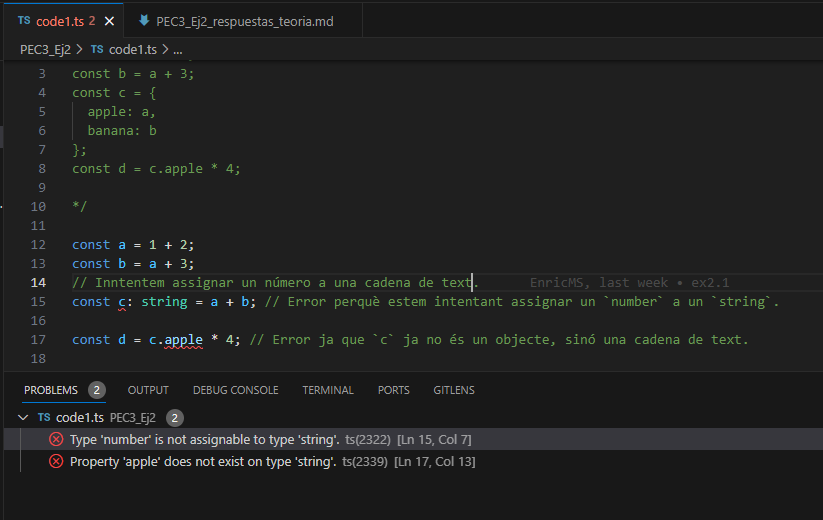 TS code1.ts 2 ×
PEC3_Ej2_respuestas_teoria.md
PEC3_Ej2 > TS code1.ts > ...
3 const b = a + 3;
4 const c = {
5 apple: a,
6 banana: b
7 };
8 const d = c.apple * 4;
9
10 */
11
12 const a = 1 + 2;
13 const b = a + 3;
14 // Inntentem assignar un número a una cadena de text. EnricMS, last week • ex2.1
15 const c: string = a + b; // Error perquè estem intentant assignar un `number` a un `string`.
16
17 const d = c.apple * 4; // Error ja que `c` ja no és un objecte, sinó una cadena de text.
18
PROBLEMS 2 OUTPUT DEBUG CONSOLE TERMINAL PORTS GITLENS
TS code1.ts PEC3_Ej2 2
Type 'number' is not assignable to type 'string'. ts(2322) [Ln 15, Col 7]
Property 'apple' does not exist on type 'string'. ts(2339) [Ln 17, Col 13]